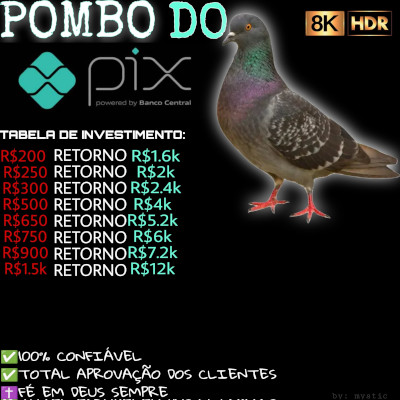 POMBO DO
8K HDR
pix
powered by Banco Central
TABELA DE INVESTIMENTO:
R$200 RETORNO R$1.6k
R$250 RETORNO R$2k
R$300 RETORNO R$2.4k
R$500 RETORNO R$4k
R$650 RETORNO R$5.2k
R$750 RETORNO R$6k
R$900 RETORNO R$7.2k
R$1.5k RETORNO R$12k
✅100% CONFIÁVEL
✅TOTAL APROVAÇÃO DOS CLIENTES
✝️FÉ EM DEUS SEMPRE
by: mystic